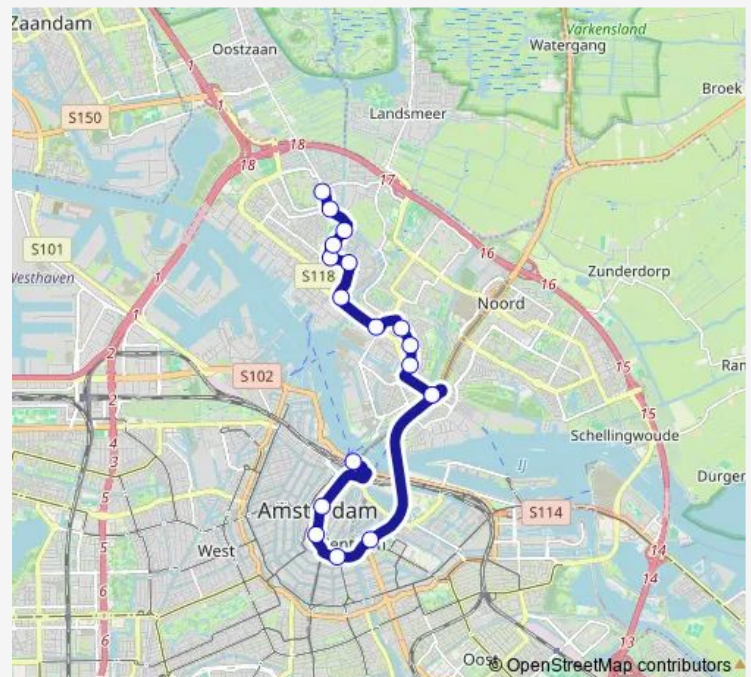 Zaandam
Oostzaan
Varkensland
Watergang
Broek
S150
1
1
18
18
Landsmeer
17
S101
Westhaven
S118
16
16
Zunderdorp
Noord
1
1
2
S102
15
15
Ran
2
4
3
Schellingwoude
IJ
Durger
5
Amsterdam
S114
West
5
14
14
6
6
13
Oost
© OpenStreetMap contributors